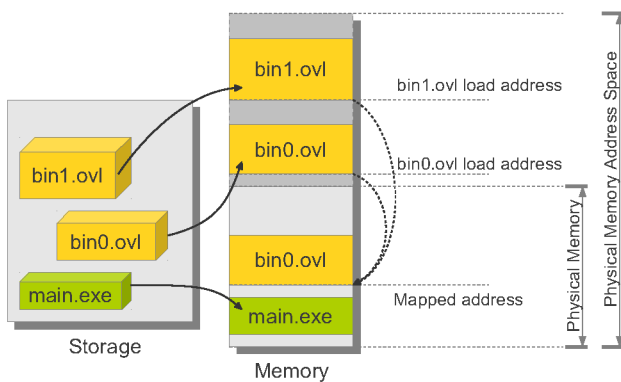 bin1.ovl
bin0.ovl
main.exe
Storage
bin1.ovl
bin0.ovl
bin0.ovl
main.exe
Memory
bin1.ovl load address
bin0.ovl load address
Mapped address
Physical Memory
Physical Memory Address Space